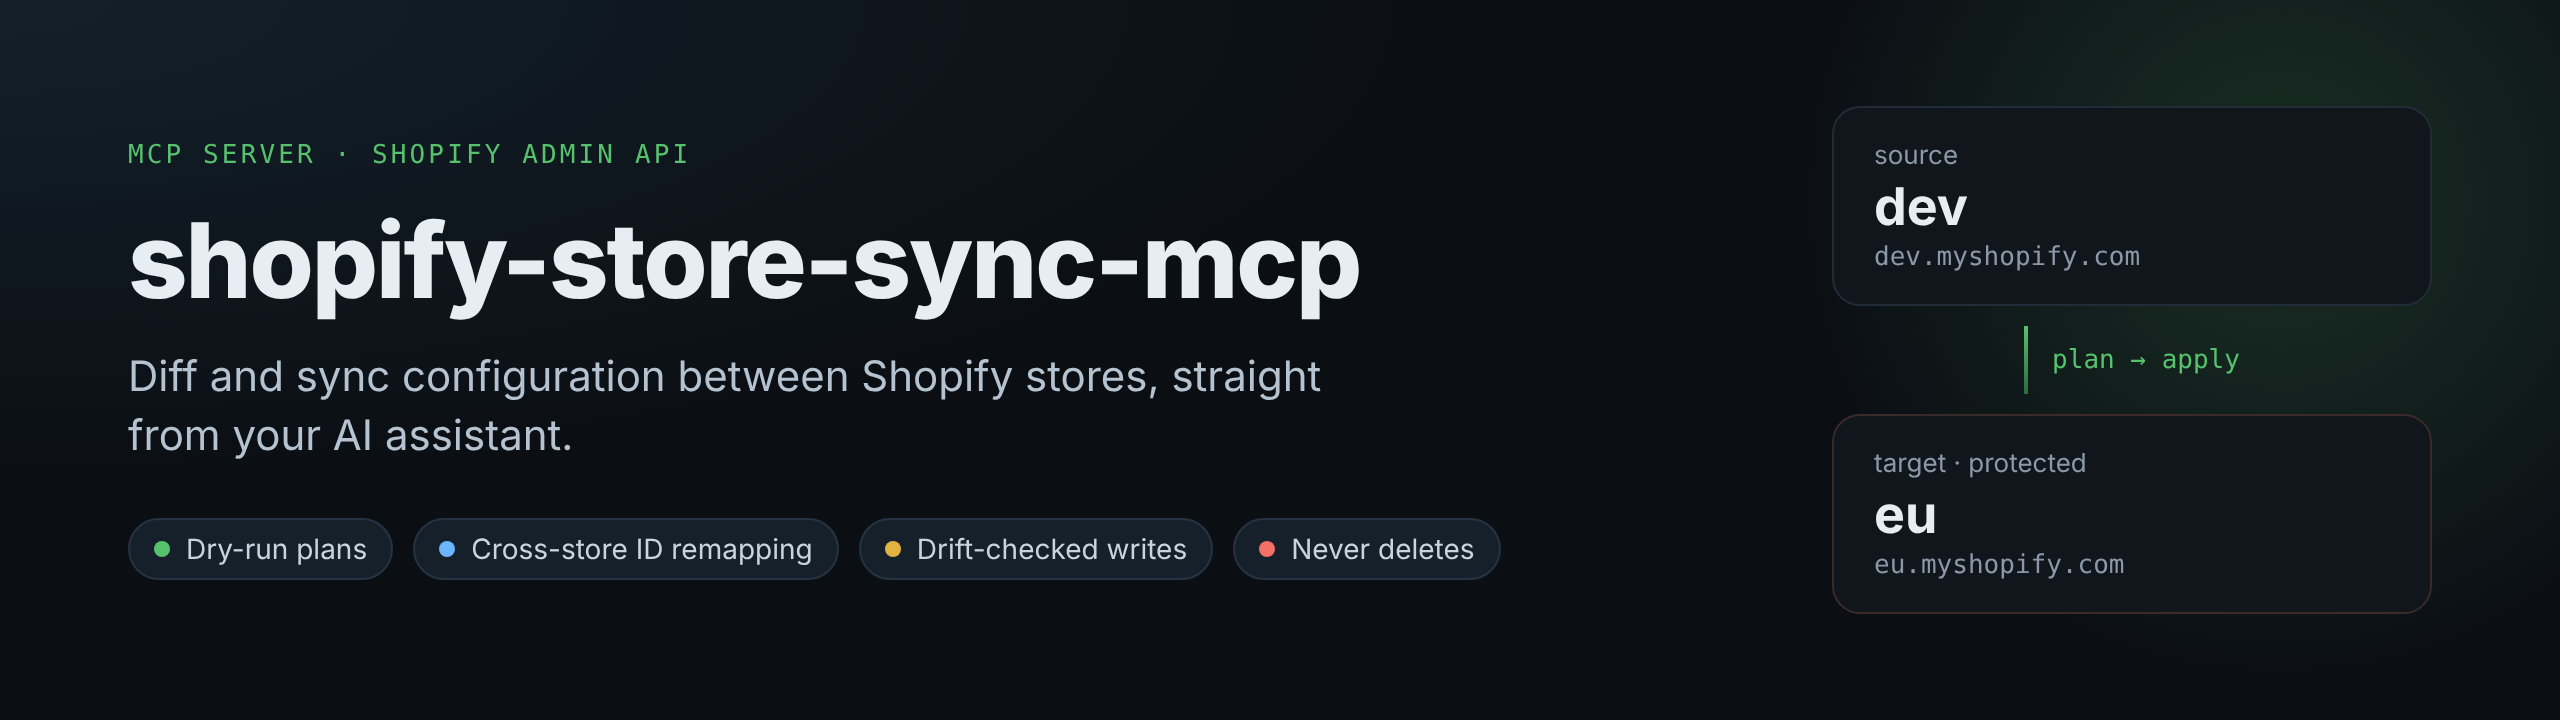 MCP SERVER · SHOPIFY ADMIN API
shopify-store-sync-mcp
Diff and sync configuration between Shopify stores, straight
from your AI assistant.
Dry-run plans
Cross-store ID remapping
Drift-checked writes
Never deletes
source
dev
dev.myshopify.com
plan → apply
target · protected
eu
eu.myshopify.com